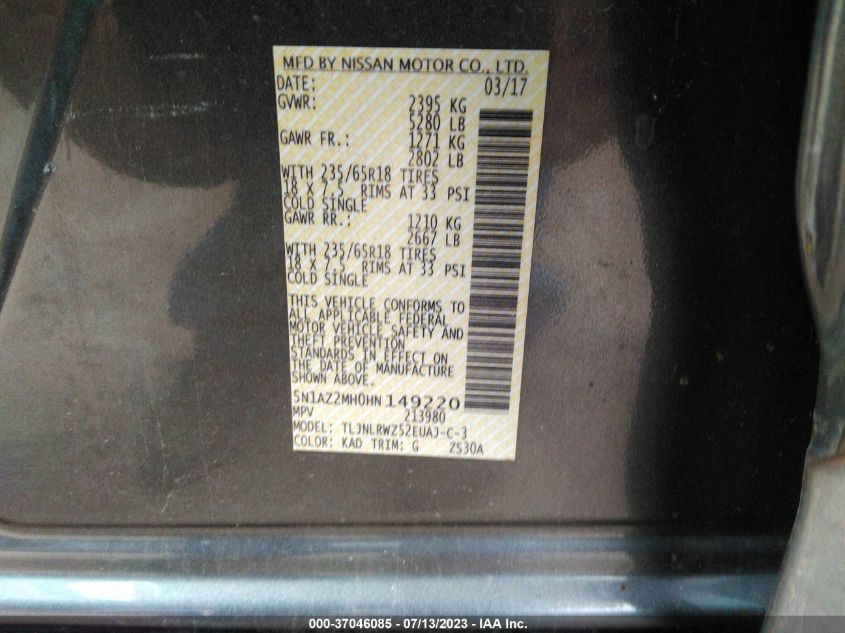 MFD BY NISSAN MOTOR CO., LTD.
DATE: 03/17
GVWR: 2395 KG
5280 LB
GAWR FR.: 1271 KG
2802 LB
WITH 235/65R18 TIRES
18 X 7.5 RIMS AT 33 PSI
COLD SINGLE
GAWR RR.: 1210 KG
2667 LB
WITH 235/65R18 TIRES
18 X 7.5 RIMS AT 33 PSI
COLD SINGLE
THIS VEHICLE CONFORMS TO
ALL APPLICABLE FEDERAL
MOTOR VEHICLE SAFETY AND
THEFT PREVENTION
STANDARDS IN EFFECT ON
THE DATE OF MANUFACTURE
SHOWN ABOVE.
5N1AZ2MH0HN149220
MPV 213980
MODEL: TLJNLRWZ52EUAJ-C-3
COLOR: KAD TRIM: G ZS30A
000-37046085 - 07/13/2023 - IAA Inc.